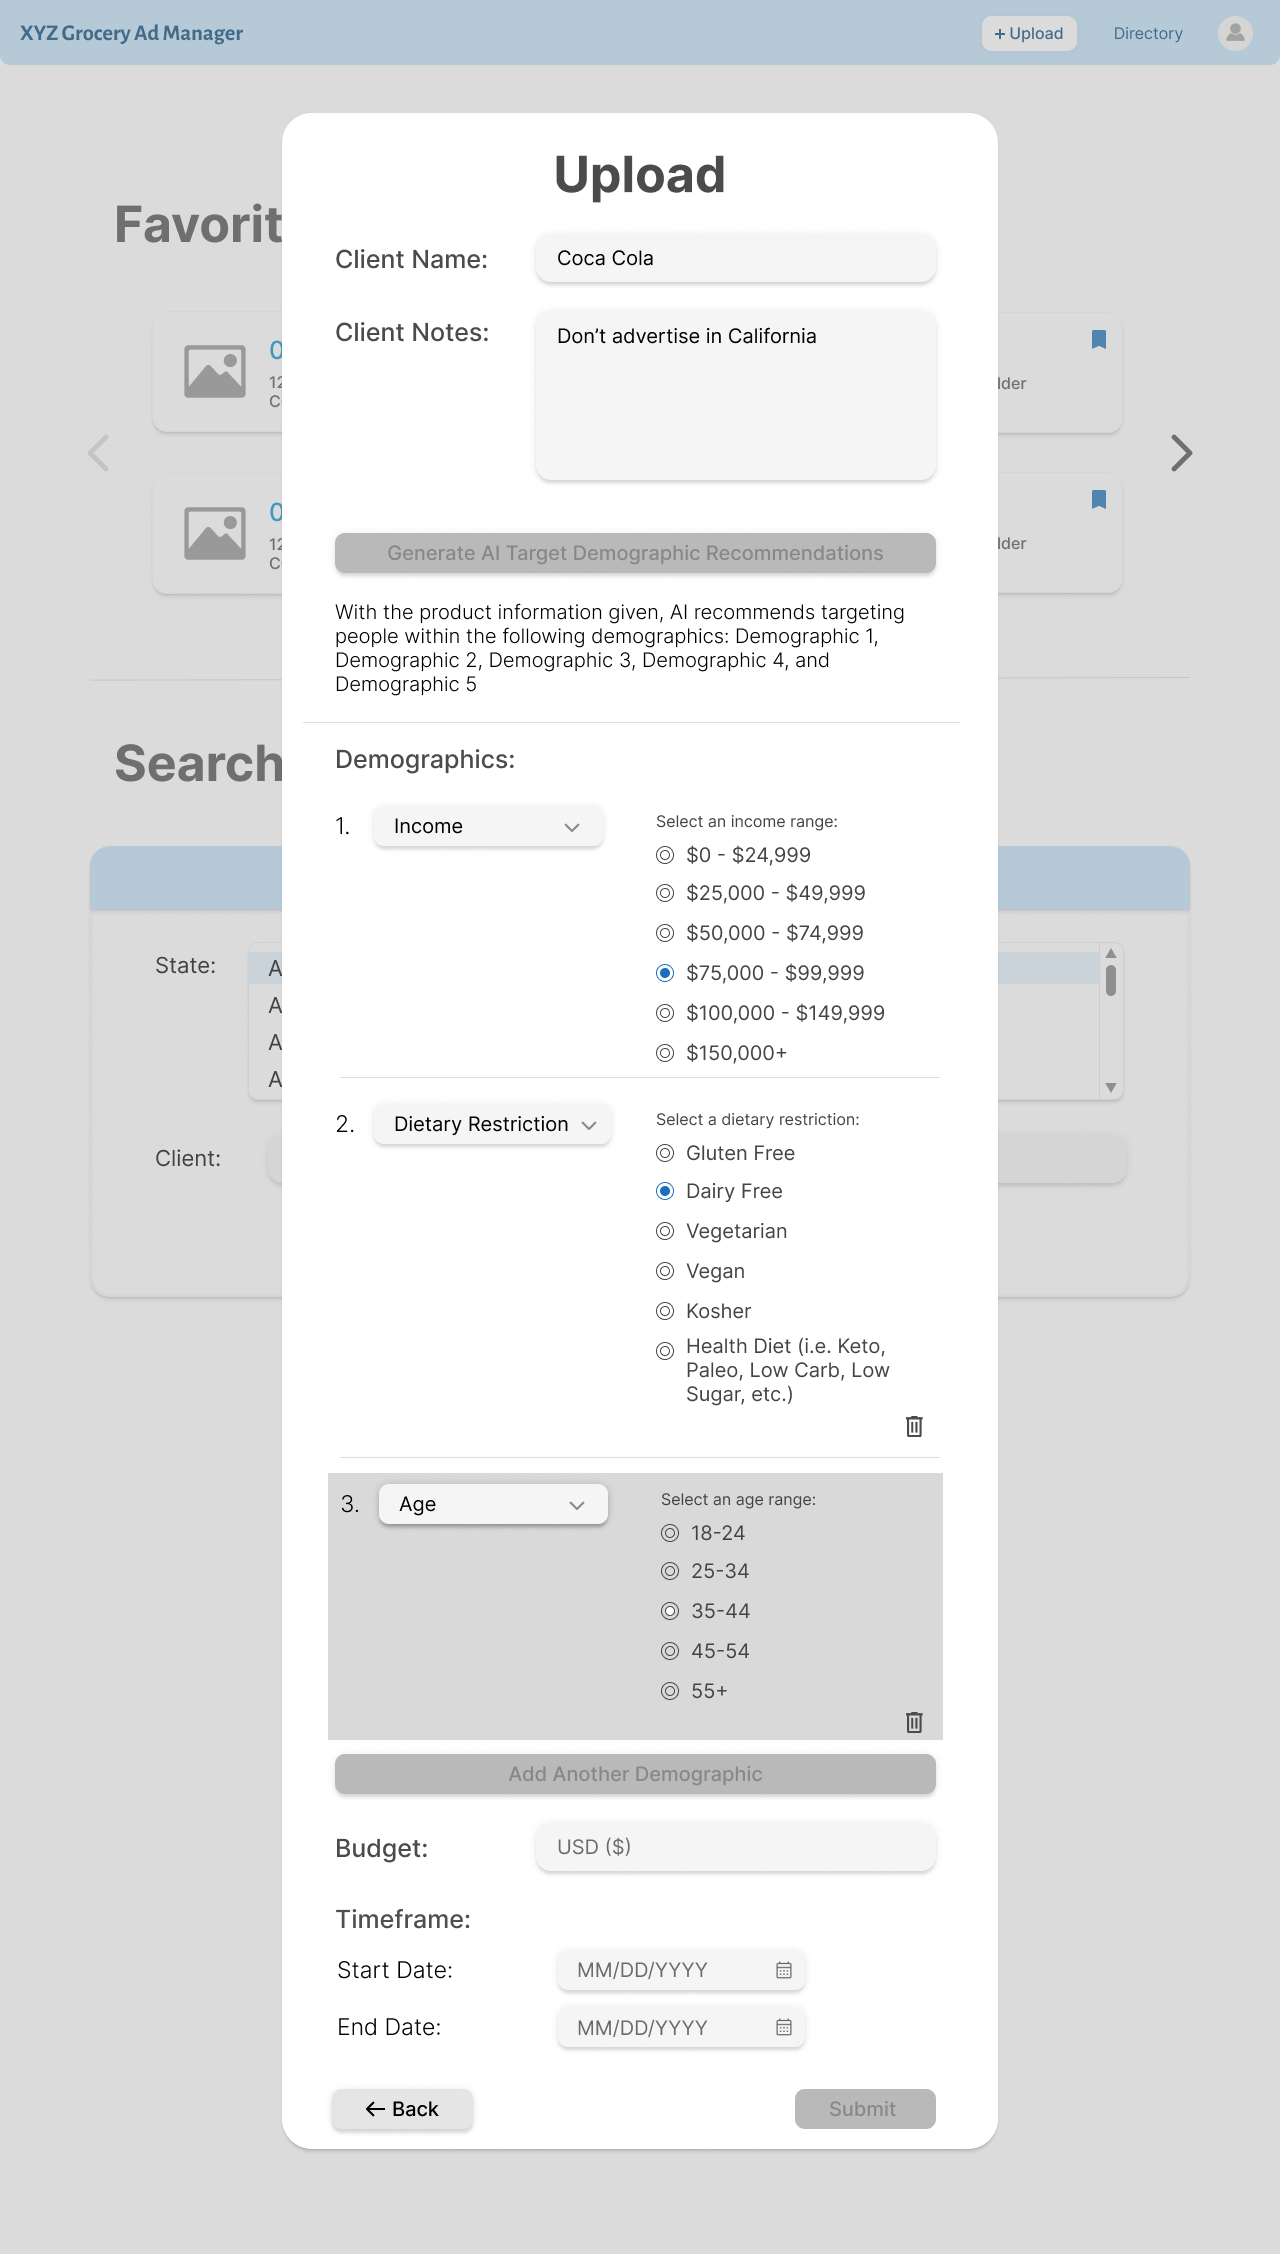 XYZ Grocery Ad Manager
+ Upload
Directory
Upload
Favorit
Client Name:
Coca Cola
Client Notes:
Don't advertise in California
0
12
C
lder
0
12
C
lder
Generate AI Target Demographic Recommendations
With the product information given, AI recommends targeting
people within the following demographics: Demographic 1,
Demographic 2, Demographic 3, Demographic 4, and
Demographic 5
Search
Demographics:
1.
Income
Select an income range:
$0 - $24,999
$25,000 - $49,999
$50,000 - $74,999
$75,000 - $99,999
$100,000 - $149,999
$150,000+
State:
A
A
A
A
Client:
2.
Dietary Restriction
Select a dietary restriction:
Gluten Free
Dairy Free
Vegetarian
Vegan
Kosher
Health Diet (i.e. Keto,
Paleo, Low Carb, Low
Sugar, etc.)
3.
Age
Select an age range:
18-24
25-34
35-44
45-54
55+
Add Another Demographic
Budget:
USD ($)
Timeframe:
Start Date:
MM/DD/YYYY
End Date:
MM/DD/YYYY
← Back
Submit